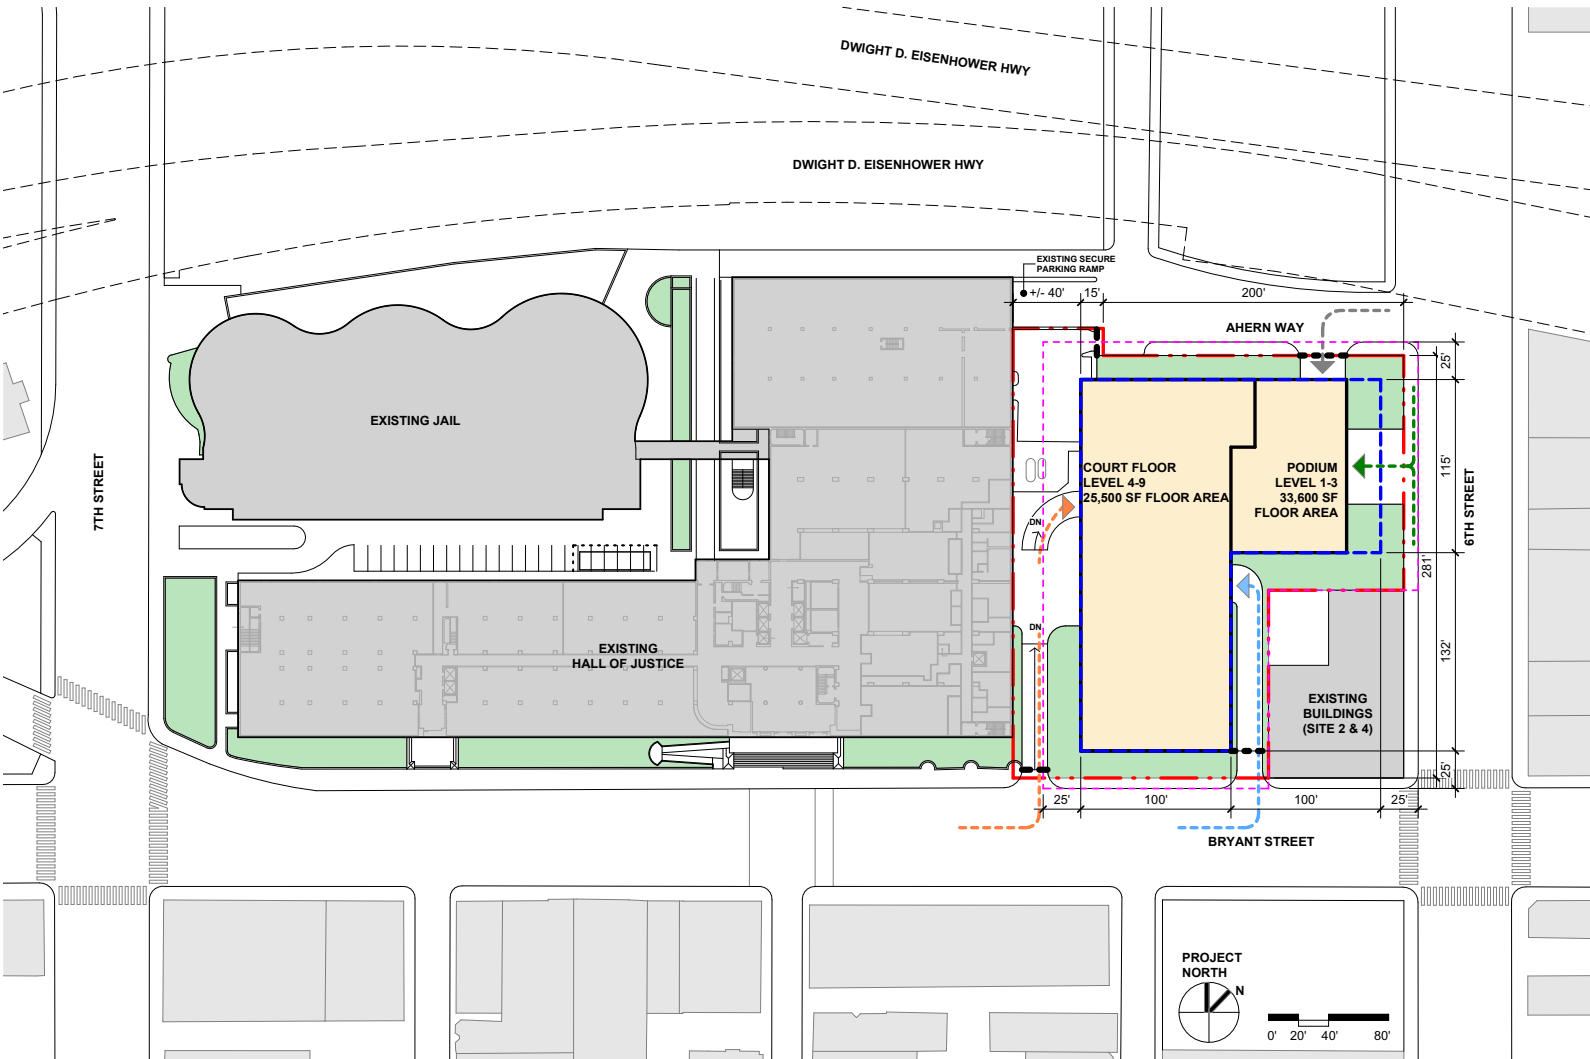 DWIGHT D. EISENHOWER HWY
DWIGHT D. EISENHOWER HWY
EXISTING SECURE
PARKING RAMP
+/- 40'
15'
200'
AHERN WAY
25'
EXISTING JAIL
7TH STREET
COURT FLOOR
LEVEL 4-9
25,500 SF FLOOR AREA
PODIUM
LEVEL 1-3
33,600 SF
FLOOR AREA
115'
6TH STREET
DN
281'
DN
EXISTING
HALL OF JUSTICE
132'
EXISTING
BUILDINGS
(SITE 2 & 4)
25'
25'
100'
100'
25'
BRYANT STREET
PROJECT
NORTH
N
0'
20'
40'
80'